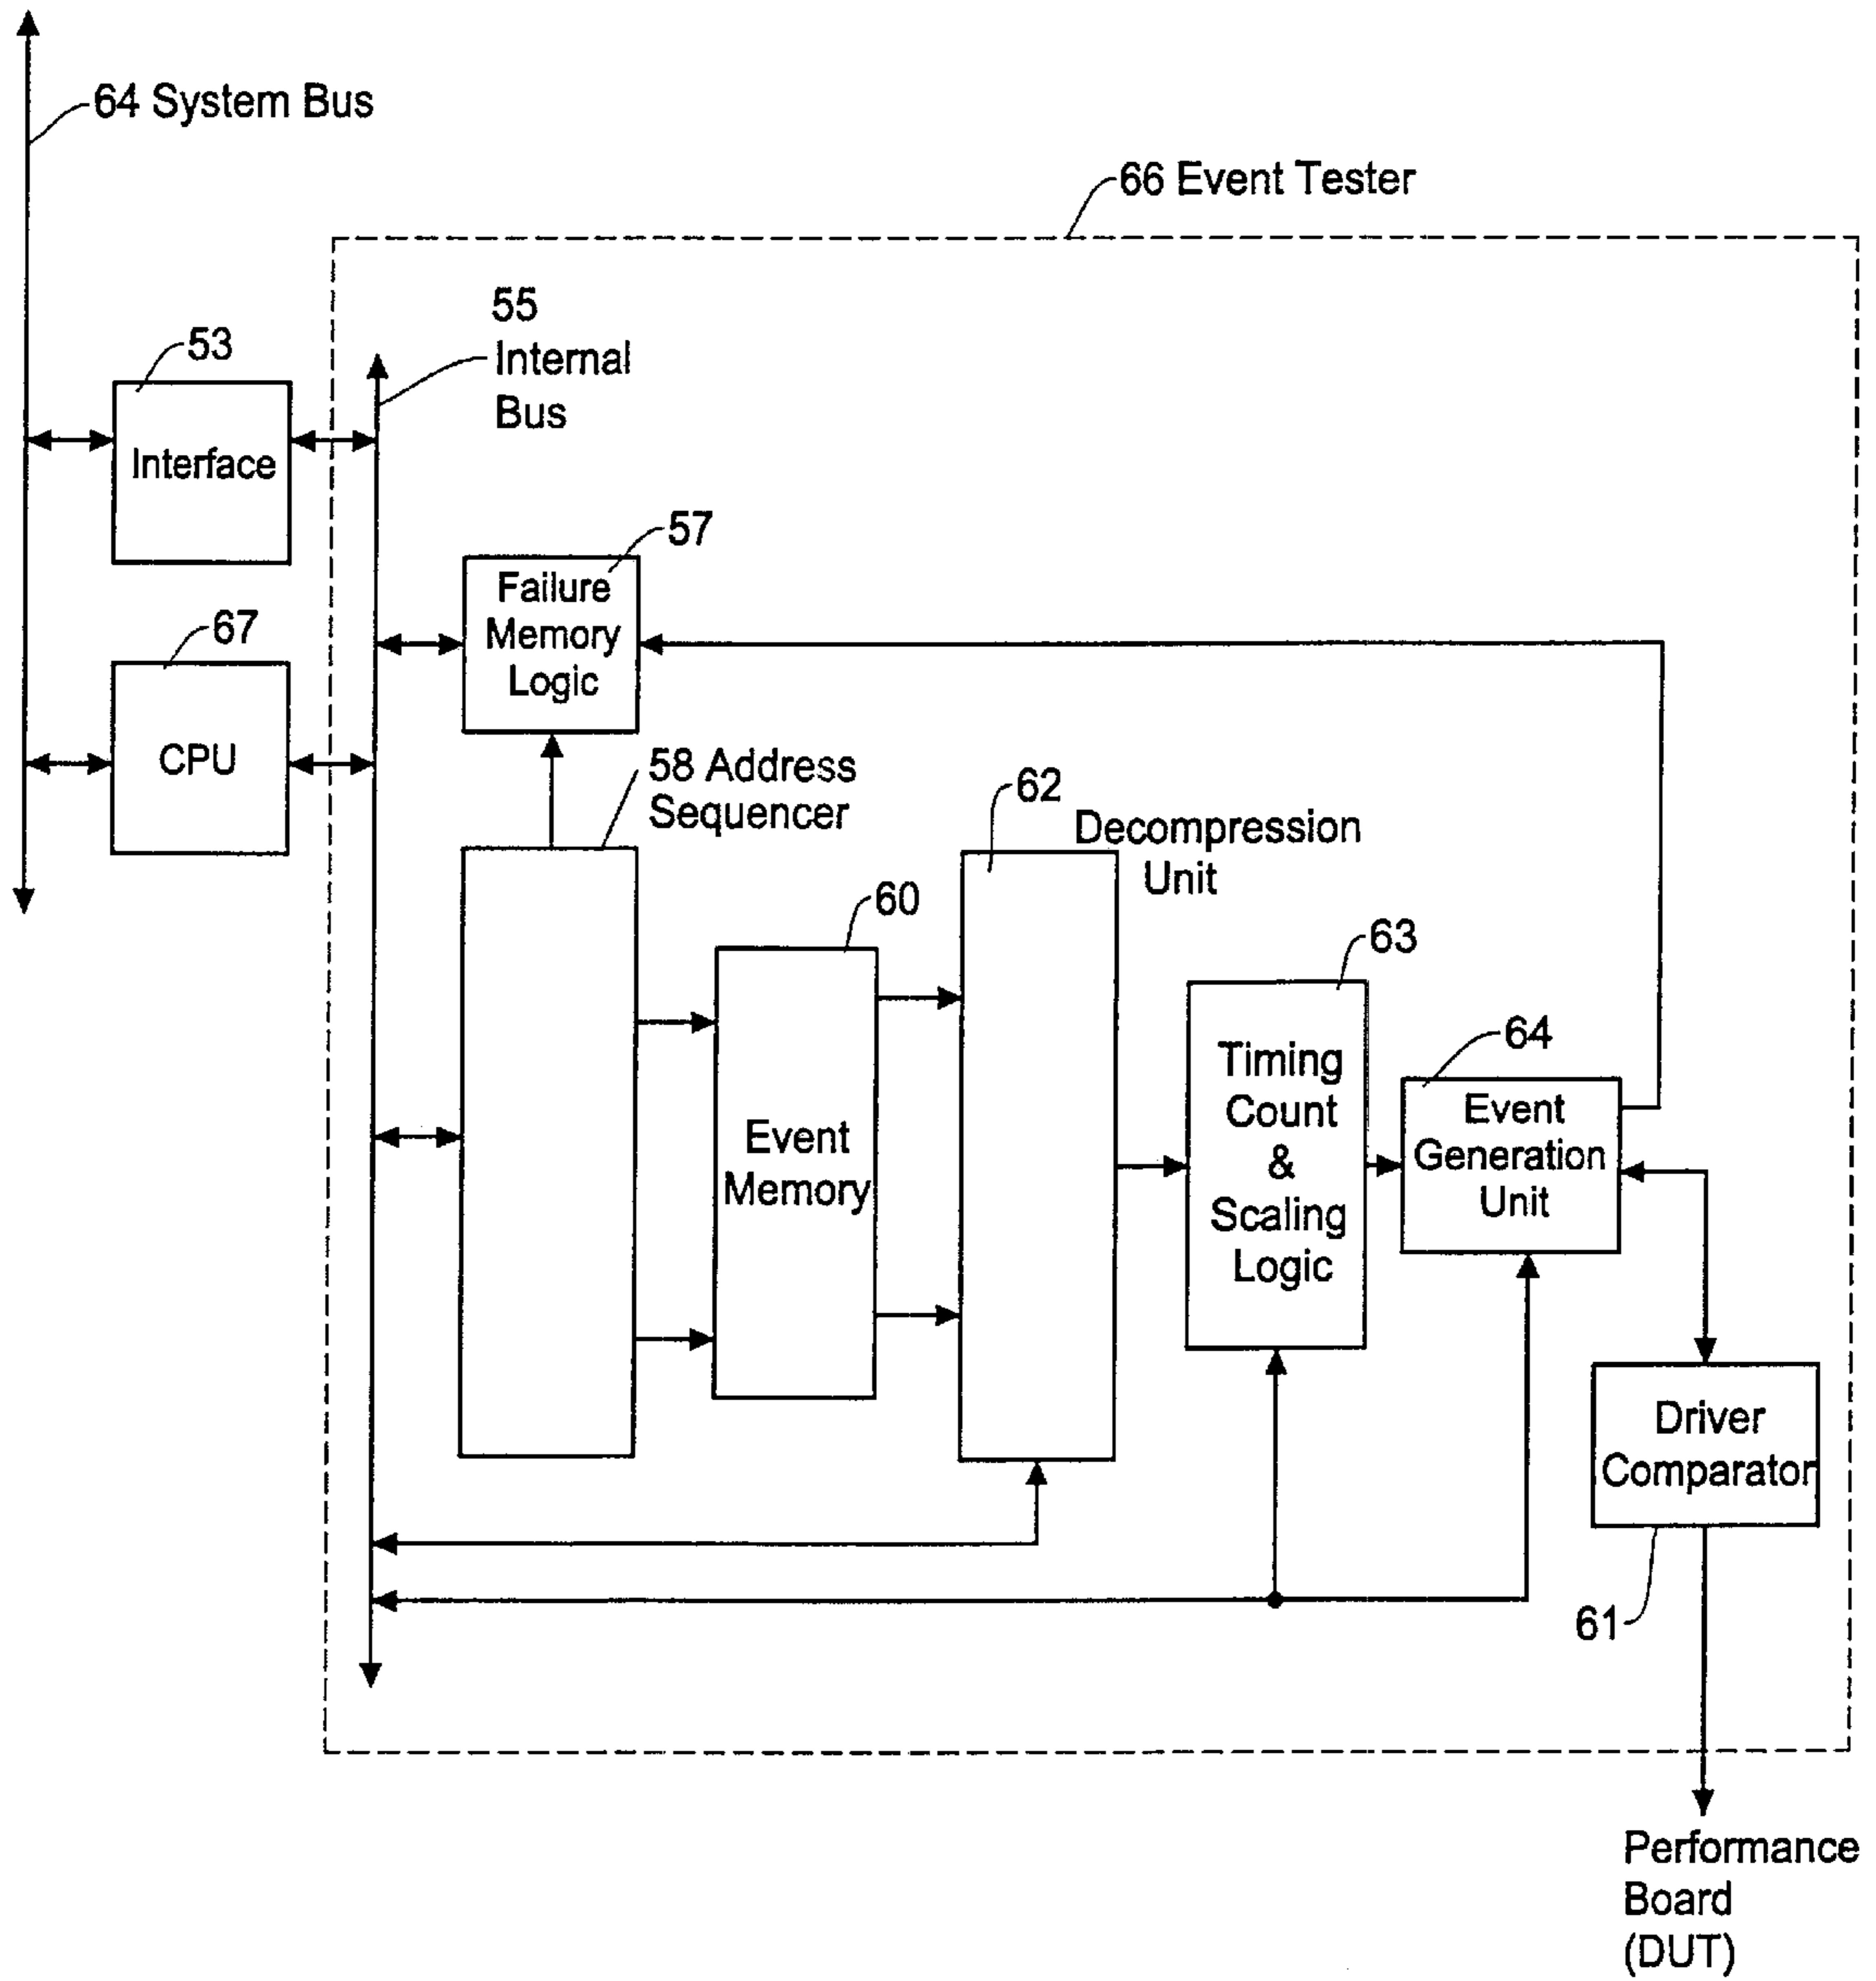 64 System Bus
66 Event Tester
55
Internal
Bus
53
Interface
57
Failure
Memory
Logic
67
CPU
58 Address
Sequencer
62
Decompression
Unit
60
Event
Memory
63
Timing
Count
&
Scaling
Logic
64
Event
Generation
Unit
Driver
Comparator
61
Performance
Board
(DUT)